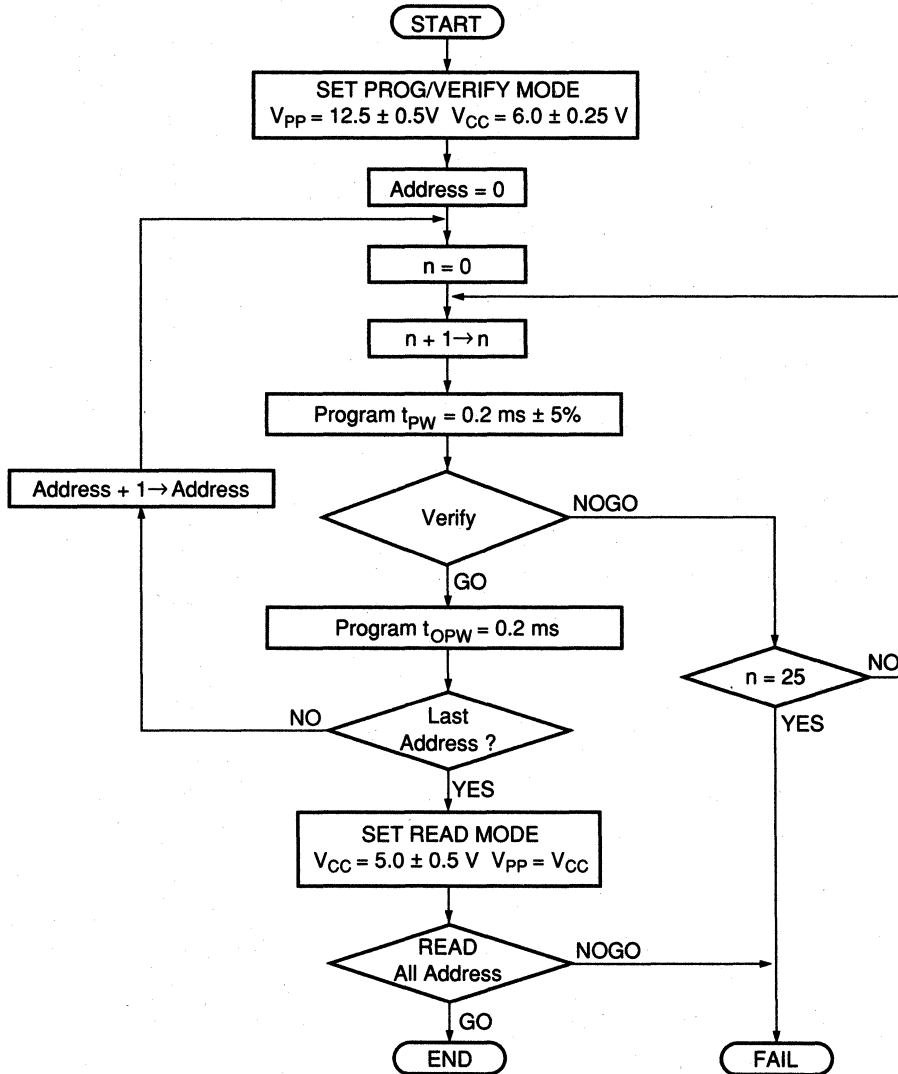 START
SET PROG/VERIFY MODE
VPP = 12.5 ± 0.5V VCC = 6.0 ± 0.25 V
Address = 0
n = 0
n + 1→n
Program tPW = 0.2 ms ± 5%
Address + 1→Address
Verify
NOGO
GO
Program tOPW = 0.2 ms
n = 25
NO
YES
NO
Last
Address ?
YES
SET READ MODE
VCC = 5.0 ± 0.5 V VPP = VCC
READ
All Address
NOGO
GO
END
FAIL